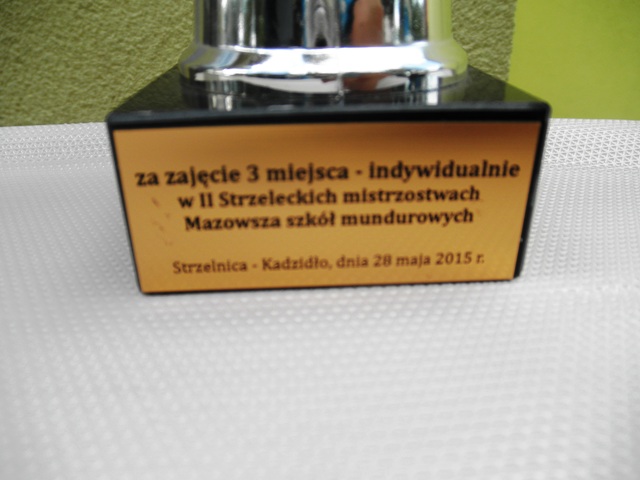 za zajęcie 3 miejsca - indywidualnie
w II Strzeleckich mistrzostwach
Mazowsza szkół mundurowych
Strzelnica - Kadzidło, dnia 28 maja 2015 r.